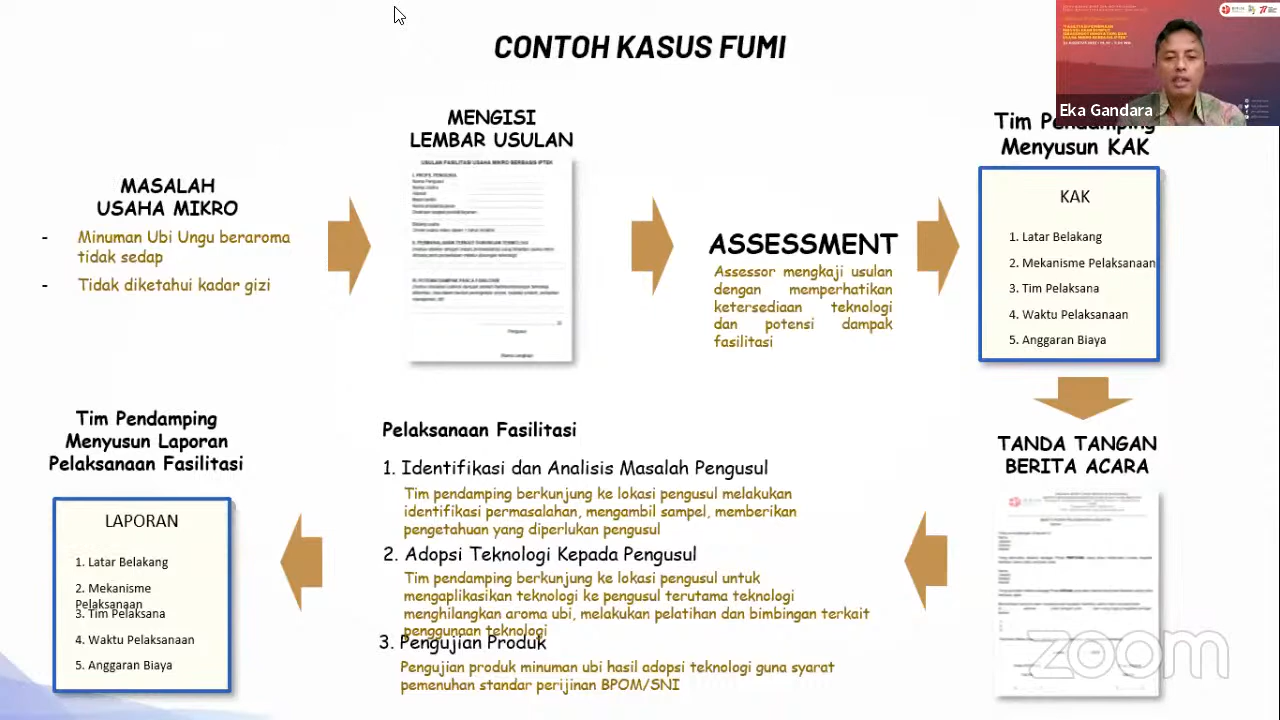 CONTOH KASUS FUMI
Eka Gandara
MASALAH
USAHA MIKRO
- Minuman Ubi Ungu beraroma
tidak sedap
- Tidak diketahui kadar gizi
MENGISI
LEMBAR USULAN
USULAN FASILITASI USAHA MIKRO BERBASIS IPTEK
ASSESSMENT
Assessor mengkaji usulan
dengan memperhatikan
ketersediaan teknologi
dan potensi dampak
fasilitasi
Tim Pendamping
Menyusun KAK
KAK
1. Latar Belakang
2. Mekanisme Pelaksanaan
3. Tim Pelaksana
4. Waktu Pelaksanaan
5. Anggaran Biaya
TANDA TANGAN
BERITA ACARA
Pelaksanaan Fasilitasi
1. Identifikasi dan Analisis Masalah Pengusul
Tim pendamping berkunjung ke lokasi pengusul melakukan
identifikasi permasalahan, mengambil sampel, memberikan
pengetahuan yang diperlukan pangusul
2. Adopsi Teknologi Kepada Pengusul
Tim pendamping berkunjung ke lokasi pengusul untuk
mengaplikasikan teknologi ke pengusul terutama teknologi
menghilangkan aroma ubi, melakukan pelatihan dan bimbingan terkait
penggunaan teknologi
3. Pengujian Produk
Pengujian produk minuman ubi hasil adopsi teknologi guna syarat
pemenuhan standar perijinan BPOM/SNI
Tim Pendamping
Menyusun Laporan
Pelaksanaan Fasilitasi
LAPORAN
1. Latar Belakang
2. Mekanisme
Pelaksanaan
3. Tim Pelaksana
4. Waktu Pelaksanaan
5. Anggaran Biaya
zoom